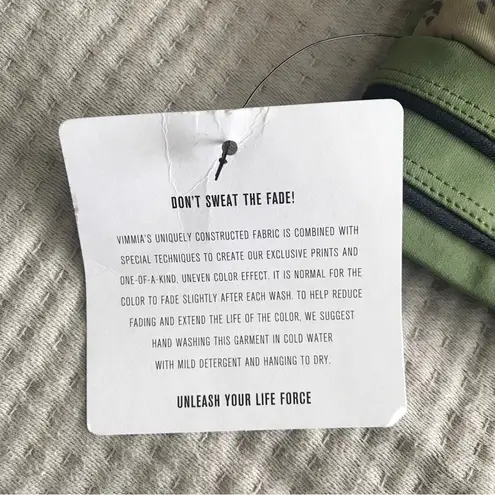 DON'T SWEAT THE FADE!
VIMMIA'S UNIQUELY CONSTRUCTED FABRIC IS COMBINED WITH
SPECIAL TECHNIQUES TO CREATE OUR EXCLUSIVE PRINTS AND
ONE-OF-A-KIND, UNEVEN COLOR EFFECT. IT IS NORMAL FOR THE
COLOR TO FADE SLIGHTLY AFTER EACH WASH. TO HELP REDUCE
FADING AND EXTEND THE LIFE OF THE COLOR, WE SUGGEST
HAND WASHING THIS GARMENT IN COLD WATER
WITH MILD DETERGENT AND HANGING TO DRY.
UNLEASH YOUR LIFE FORCE